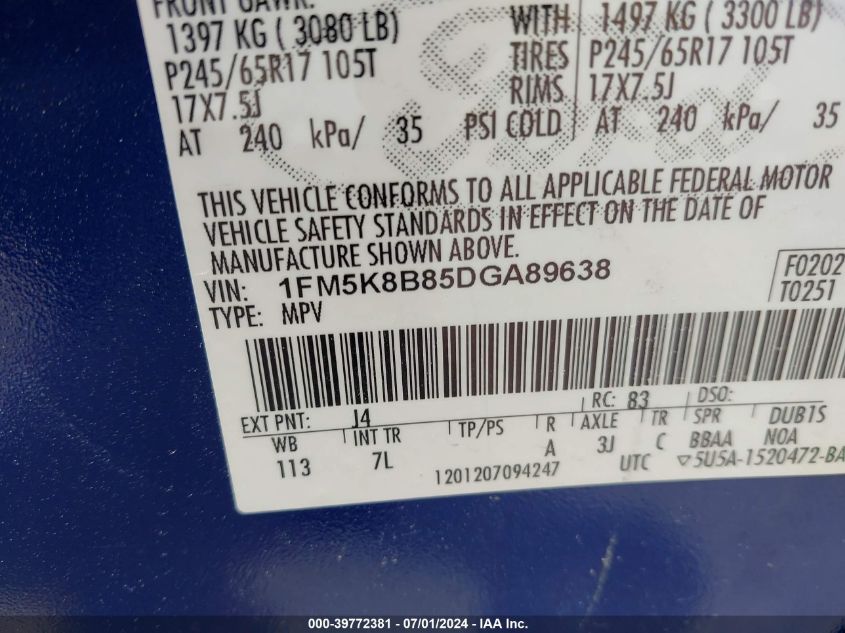 FRONT GAWR:
1397 KG ( 3080 LB) WITH 1497 KG ( 3300 LB)
P245/65R17 105T TIRES P245/65R17 105T
17X7.5J RIMS 17X7.5J
AT 240 kPa/ 35 PSI COLD AT 240 kPa/ 35
THIS VEHICLE CONFORMS TO ALL APPLICABLE FEDERAL MOTOR
VEHICLE SAFETY STANDARDS IN EFFECT ON THE DATE OF
MANUFACTURE SHOWN ABOVE.
VIN: 1FM5K8B85DGA89638 F0202
TYPE: MPV T0251
EXT PNT: J4 RC: 83 DSO:
WB INT TR TP/PS R AXLE TR SPR DUB1S
113 7L A 3J C BBAA NOA
1201207094247 UTC ▽5U5A-1520472-BA
000-39772381 / 07/01/2024 / IAAI Inc.